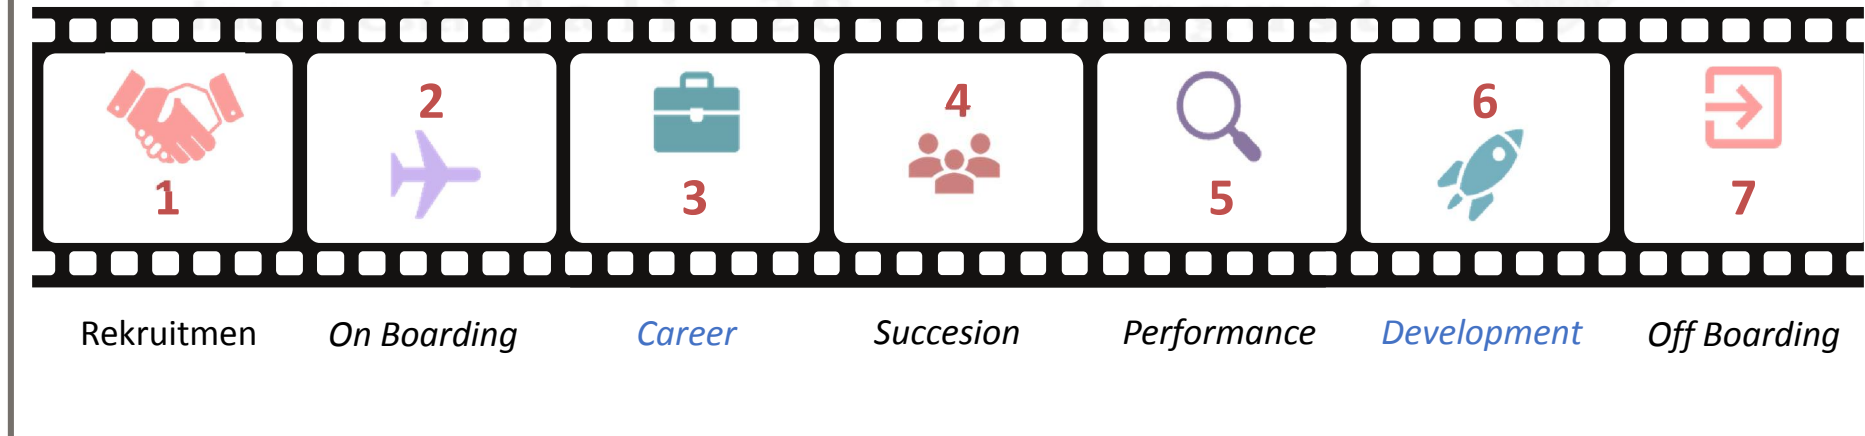 1
2
3
4
5
6
7
Rekruitmen
On Boarding
Career
Succesion
Performance
Development
Off Boarding